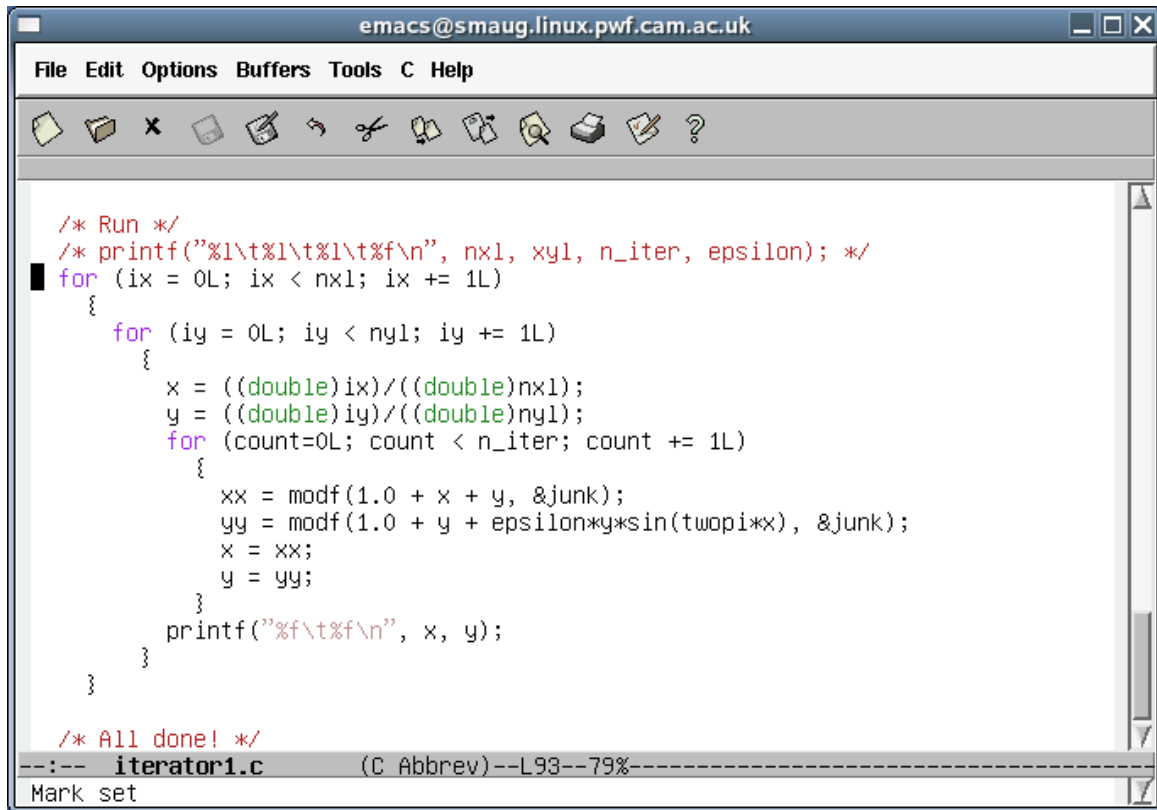 emacs@smaug.linux.pwf.cam.ac.uk
File Edit Options Buffers Tools C Help
/* Run */
/* printf("%l\t%l\t%l\t%f\n", nxl, xyl, n_iter, epsilon); */
for (ix = 0L; ix < nxl; ix += 1L)
{
for (iy = 0L; iy < nyl; iy += 1L)
{
x = ((double)ix)/((double)nxl);
y = ((double)iy)/((double)nyl);
for (count=0L; count < n_iter; count += 1L)
{
xx = modf(1.0 + x + y, &junk);
yy = modf(1.0 + y + epsilon*y*sin(twopi*x), &junk);
x = xx;
y = yy;
}
printf("%f\t%f\n", x, y);
}
}
/* All done! */
--:-- iterator1.c (C Abbrev)--L93--79%--------------------------------------
Mark set